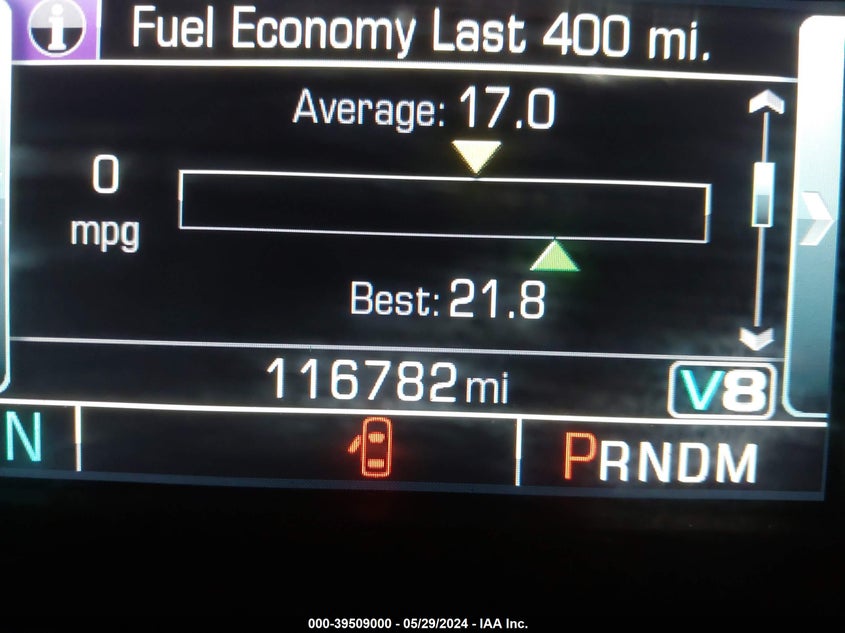 Fuel Economy Last 400 mi.
Average: 17.0
0
mpg
Best: 21.8
116782 mi
V8
N
PRNDM
000-39509000 - 05/29/2024 - IAA Inc.